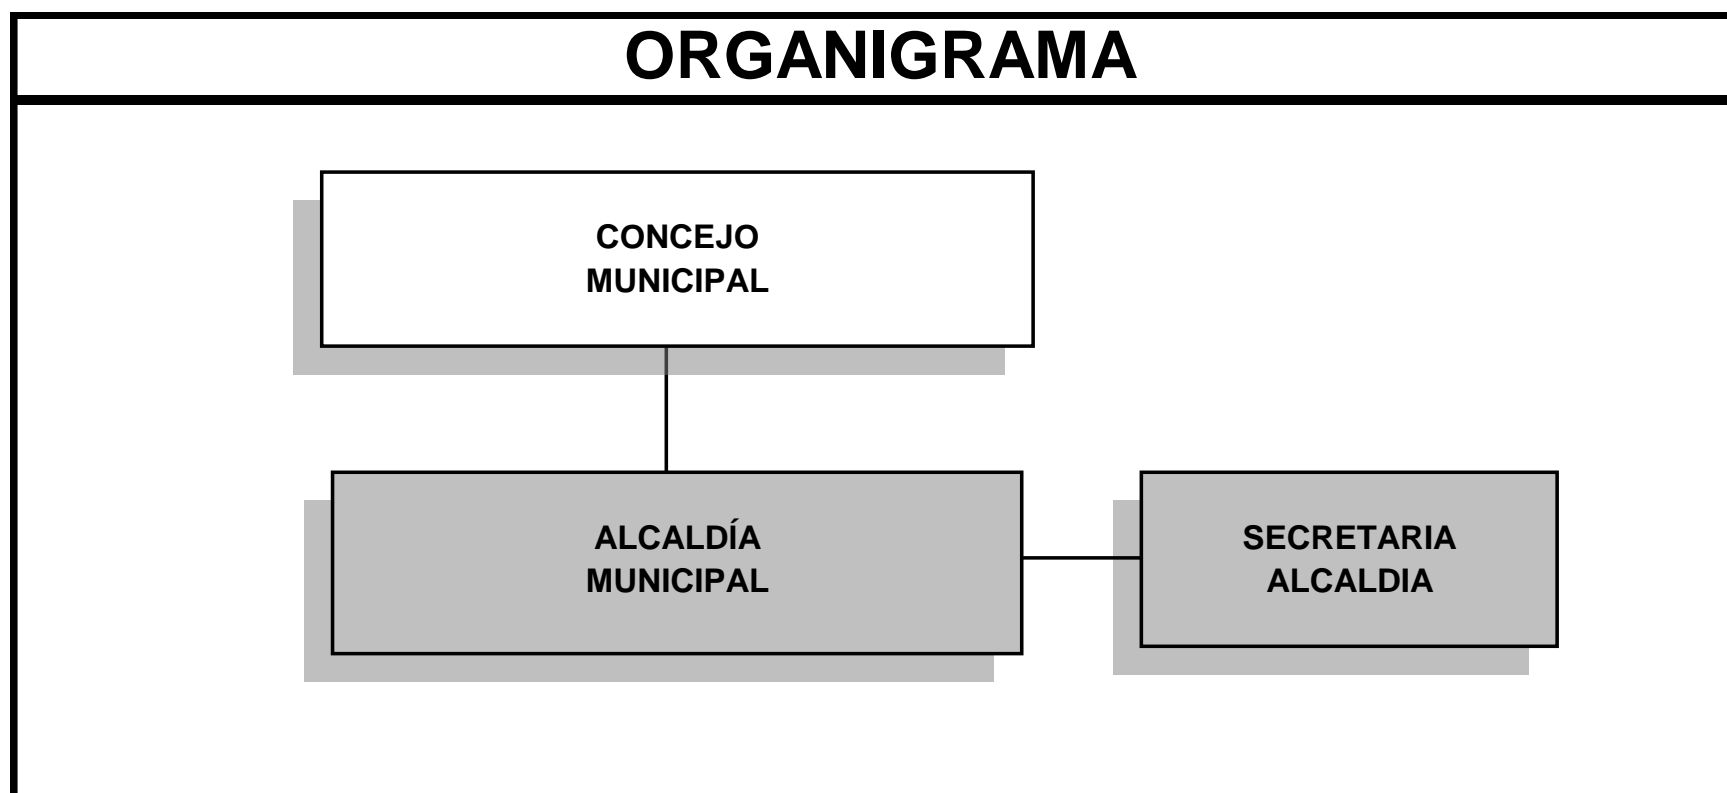 ORGANIGRAMA
CONCEJO
MUNICIPAL
ALCALDÍA
MUNICIPAL
SECRETARIA
ALCALDIA